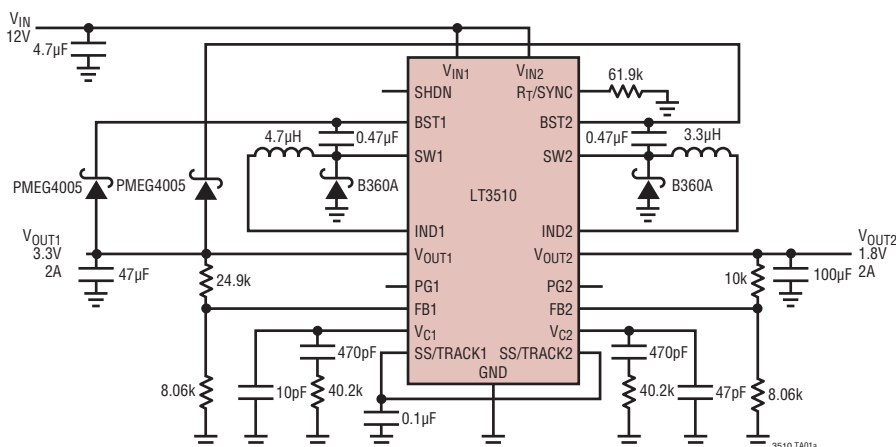 VIN
12V
4.7µF
VIN1
VIN2
SHDN
RT/SYNC
61.9k
BST1
BST2
4.7µH
0.47µF
0.47µF
3.3µH
SW1
SW2
PMEG4005
PMEG4005
B360A
LT3510
B360A
IND1
IND2
VOUT1
3.3V
2A
VOUT1
VOUT2
VOUT2
1.8V
2A
47µF
24.9k
10k
100µF
PG1
PG2
FB1
FB2
VC1
VC2
470pF
SS/TRACK1
SS/TRACK2
470pF
GND
8.06k
10pF
40.2k
40.2k
47pF
8.06k
0.1µF
3510 TA01a